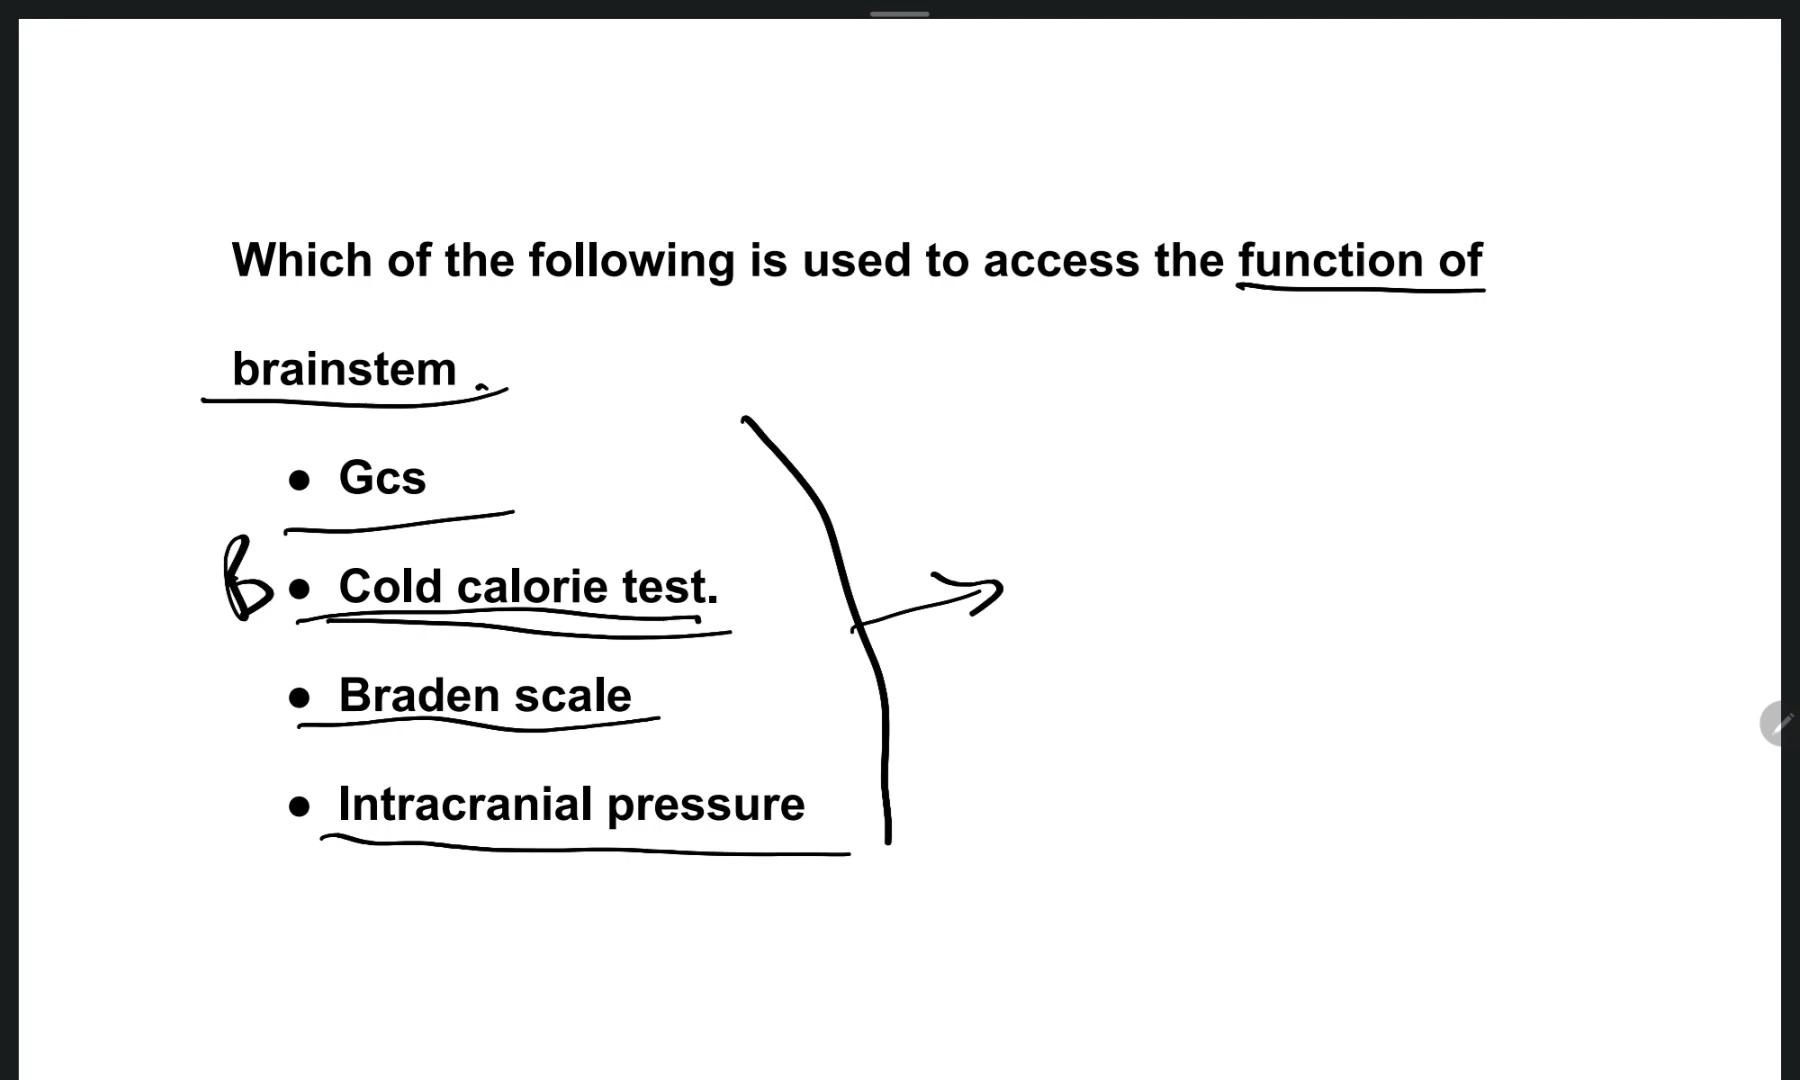 Which of the following is used to access the function of
brainstem
● Gcs
B ● Cold calorie test.
● Braden scale
● Intracranial pressure